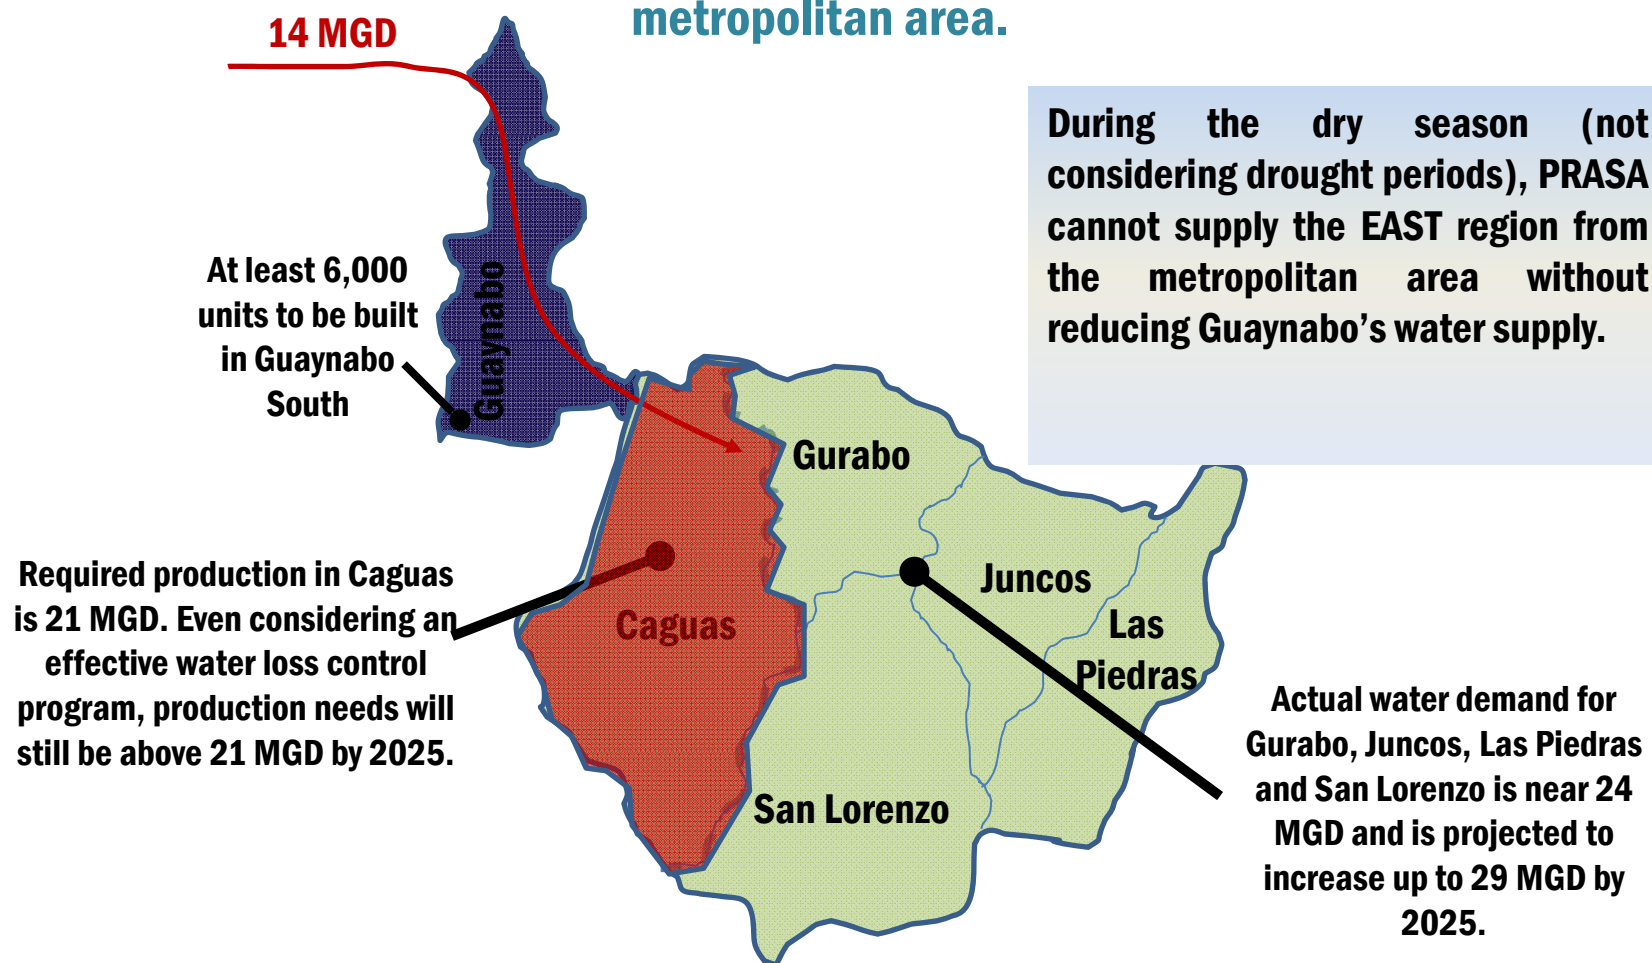 metropolitan area.
14 MGD
During the dry season (not
considering drought periods), PRASA
cannot supply the EAST region from
the metropolitan area without
reducing Guaynabo’s water supply.
At least 6,000
units to be built
in Guaynabo
South
Guaynabo
Gurabo
Juncos
Las
Piedras
Caguas
San Lorenzo
Required production in Caguas
is 21 MGD. Even considering an
effective water loss control
program, production needs will
still be above 21 MGD by 2025.
Actual water demand for
Gurabo, Juncos, Las Piedras
and San Lorenzo is near 24
MGD and is projected to
increase up to 29 MGD by
2025.